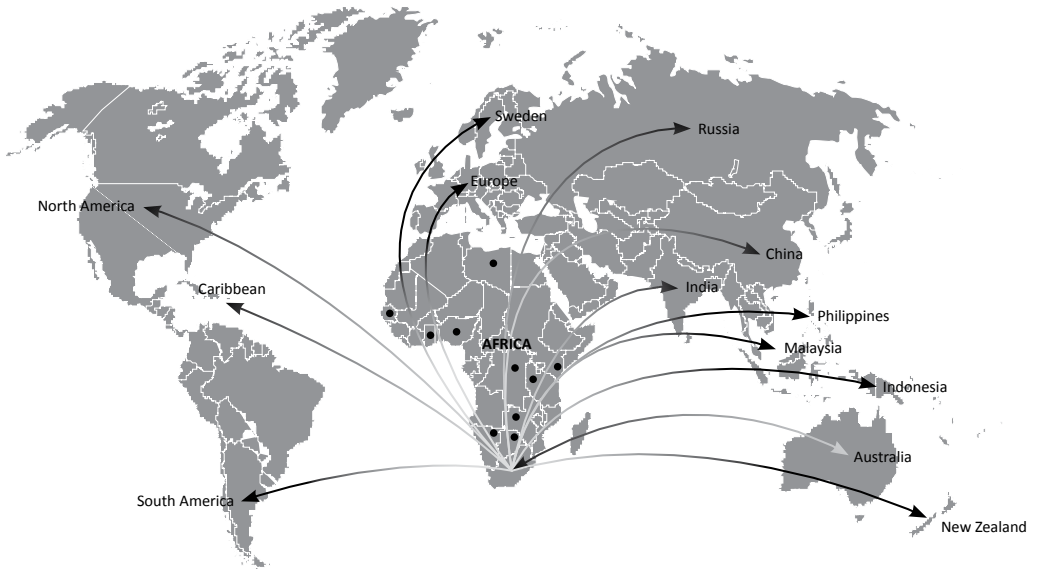 Sweden
Russia
Europe
North America
China
Caribbean
India
Philippines
AFRICA
Malaysia
Indonesia
Australia
South America
New Zealand